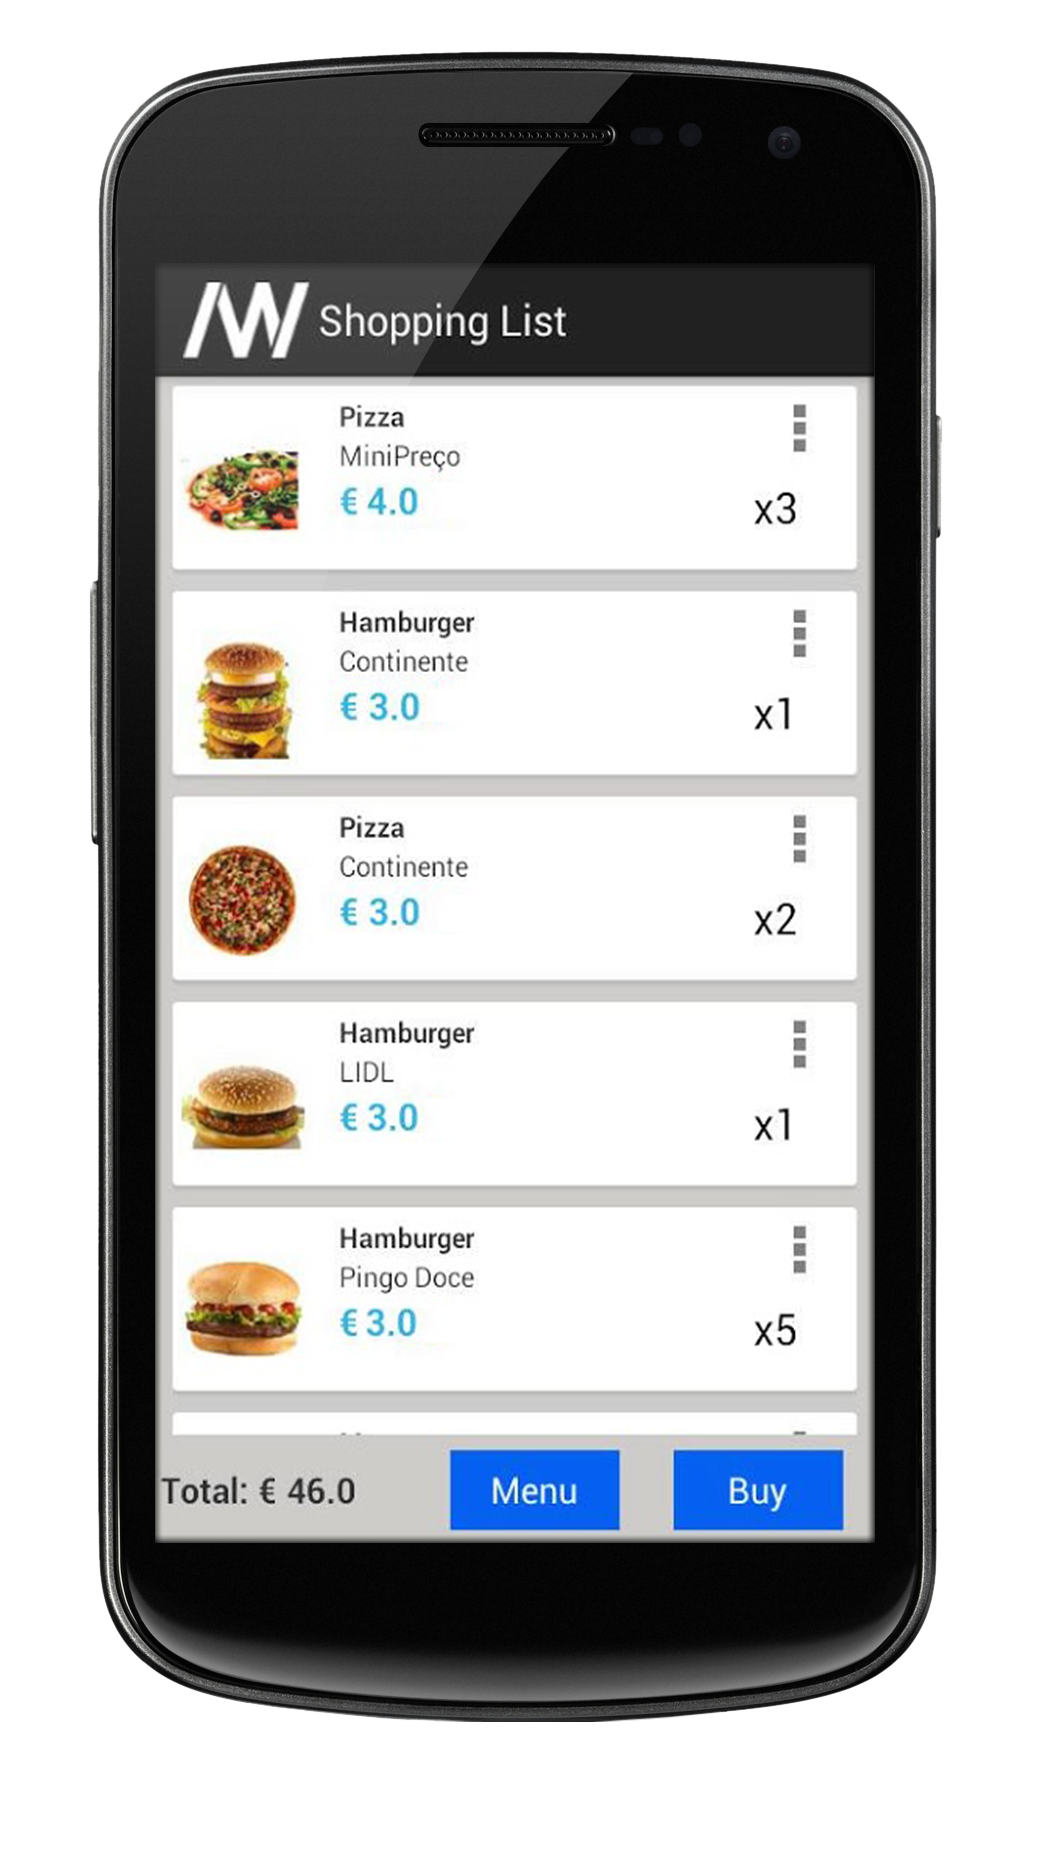 Shopping List
Pizza
MiniPreço
€ 4.0
x3
Hamburger
Continente
€ 3.0
x1
Pizza
Continente
€ 3.0
x2
Hamburger
LIDL
€ 3.0
x1
Hamburger
Pingo Doce
€ 3.0
x5
Total: € 46.0
Menu
Buy